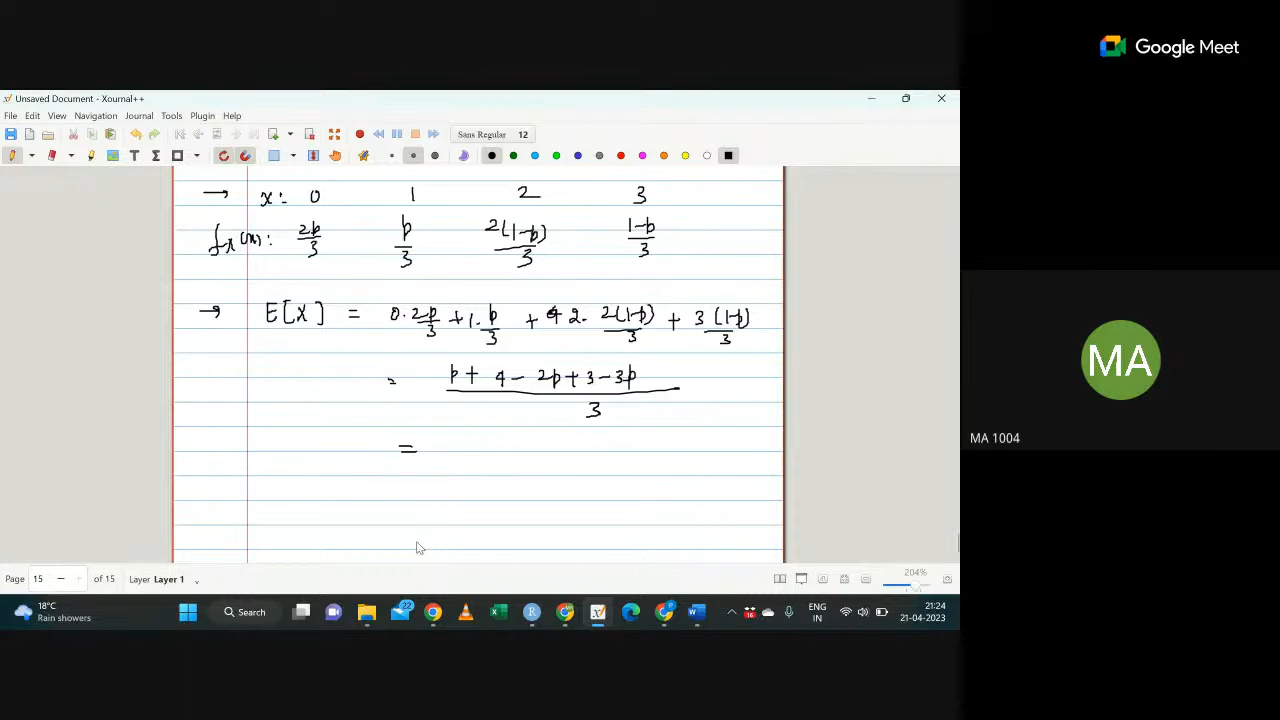 Google Meet
Unsaved Document - Xournal++
File Edit View Navigation Journal Tools Plugin Help
Sans Regular 12
→ x: 0 1 2 3
f_X(x): 2p/3 p/3 2(1-p)/3 1-p/3
→ E[X] = 0.2p/3 + 1.p/3 + 2. 2(1-p)/3 + 3(1-p)/3
= p + 4 - 2p + 3 - 3p / 3
=
MA
MA 1004
Page 15 of 15 Layer Layer 1
204%
18°C
Rain showers
Search
22
16
ENG
IN
21:24
21-04-2023